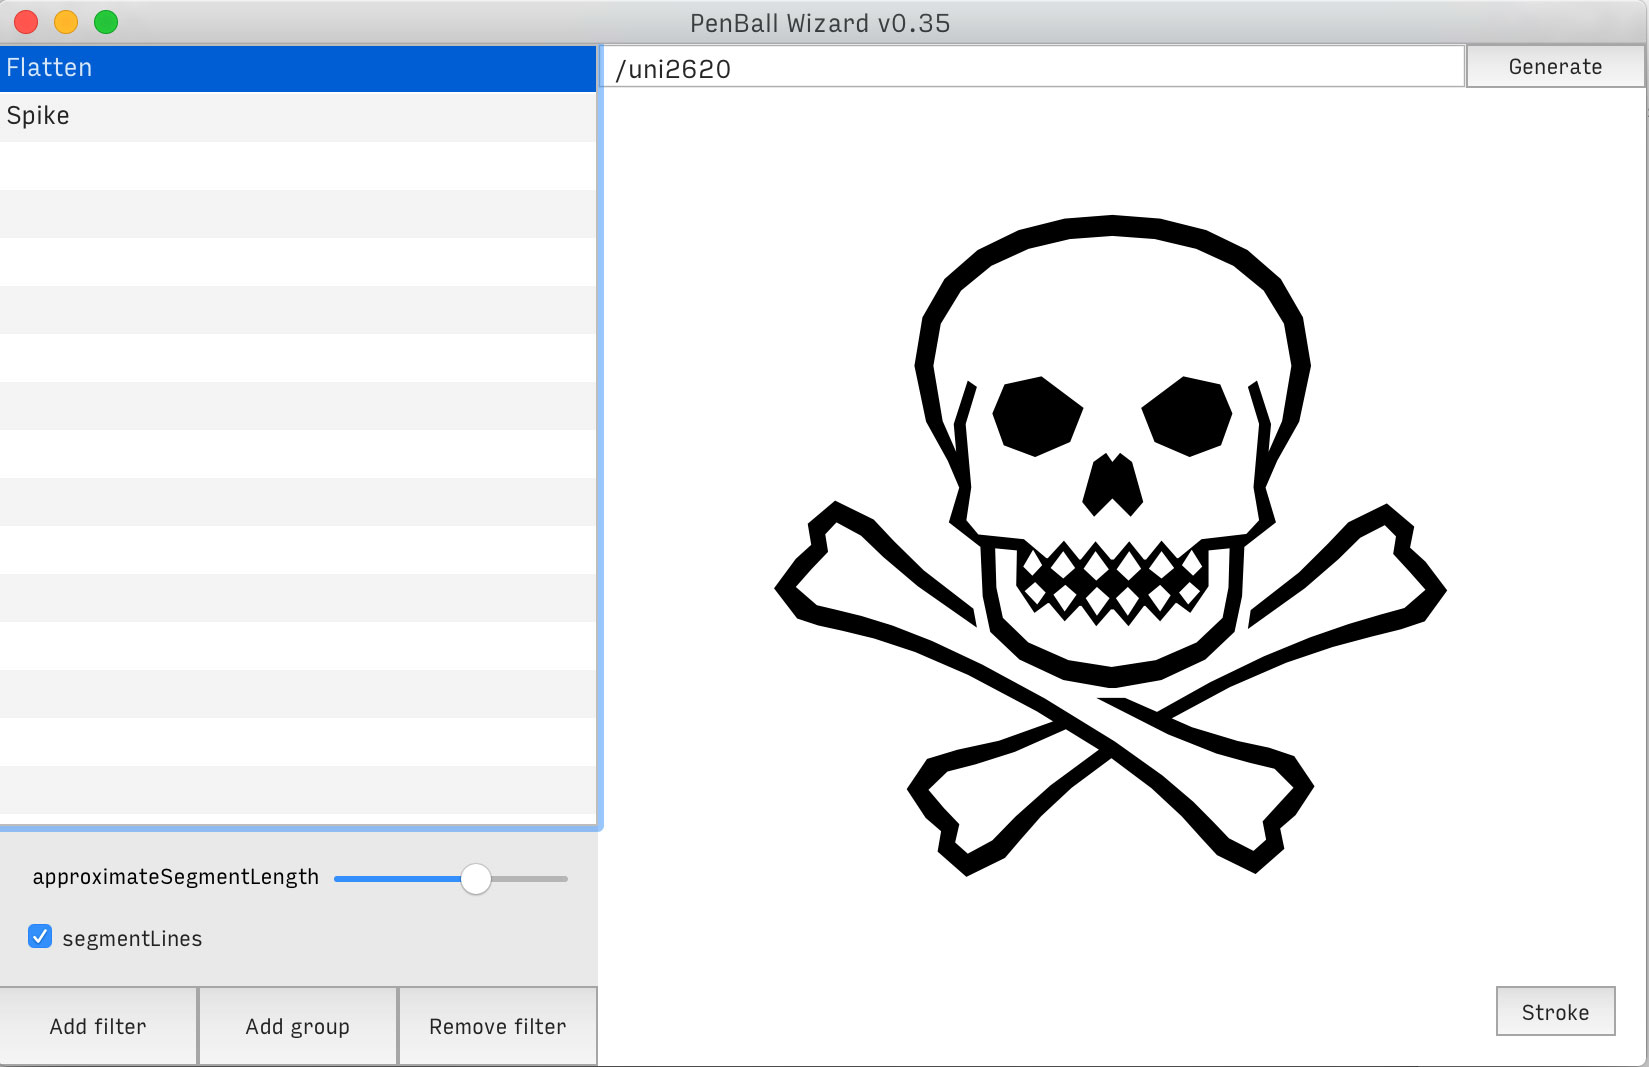 PenBall Wizard v0.35
Flatten
Spike
/uni2620
Generate
approximateSegmentLength
segmentLines
Add filter
Add group
Remove filter
Stroke